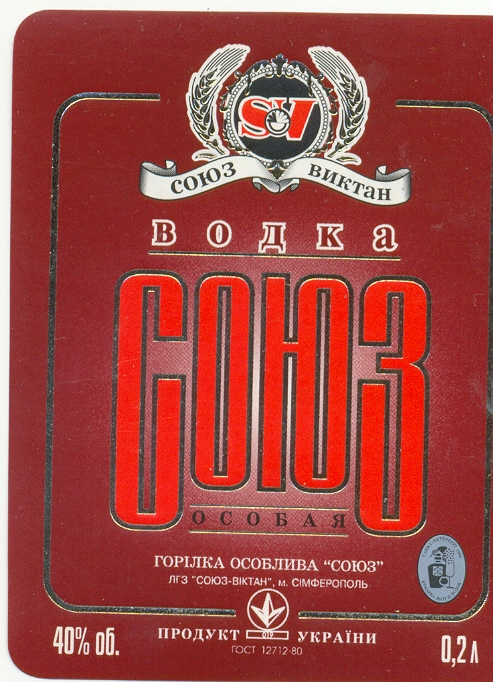 SV
СОЮЗ ВИКТАН
водка
СОЮЗ
ОСОБАЯ
ГОРІЛКА ОСОБЛИВА "СОЮЗ"
ЛГЗ "СОЮЗ-ВІКТАН", м. СІМФЕРОПОЛЬ
ПРОДУКТ 019 УКРАЇНИ
ГОСТ 12712-80
40% об.
0,2 л